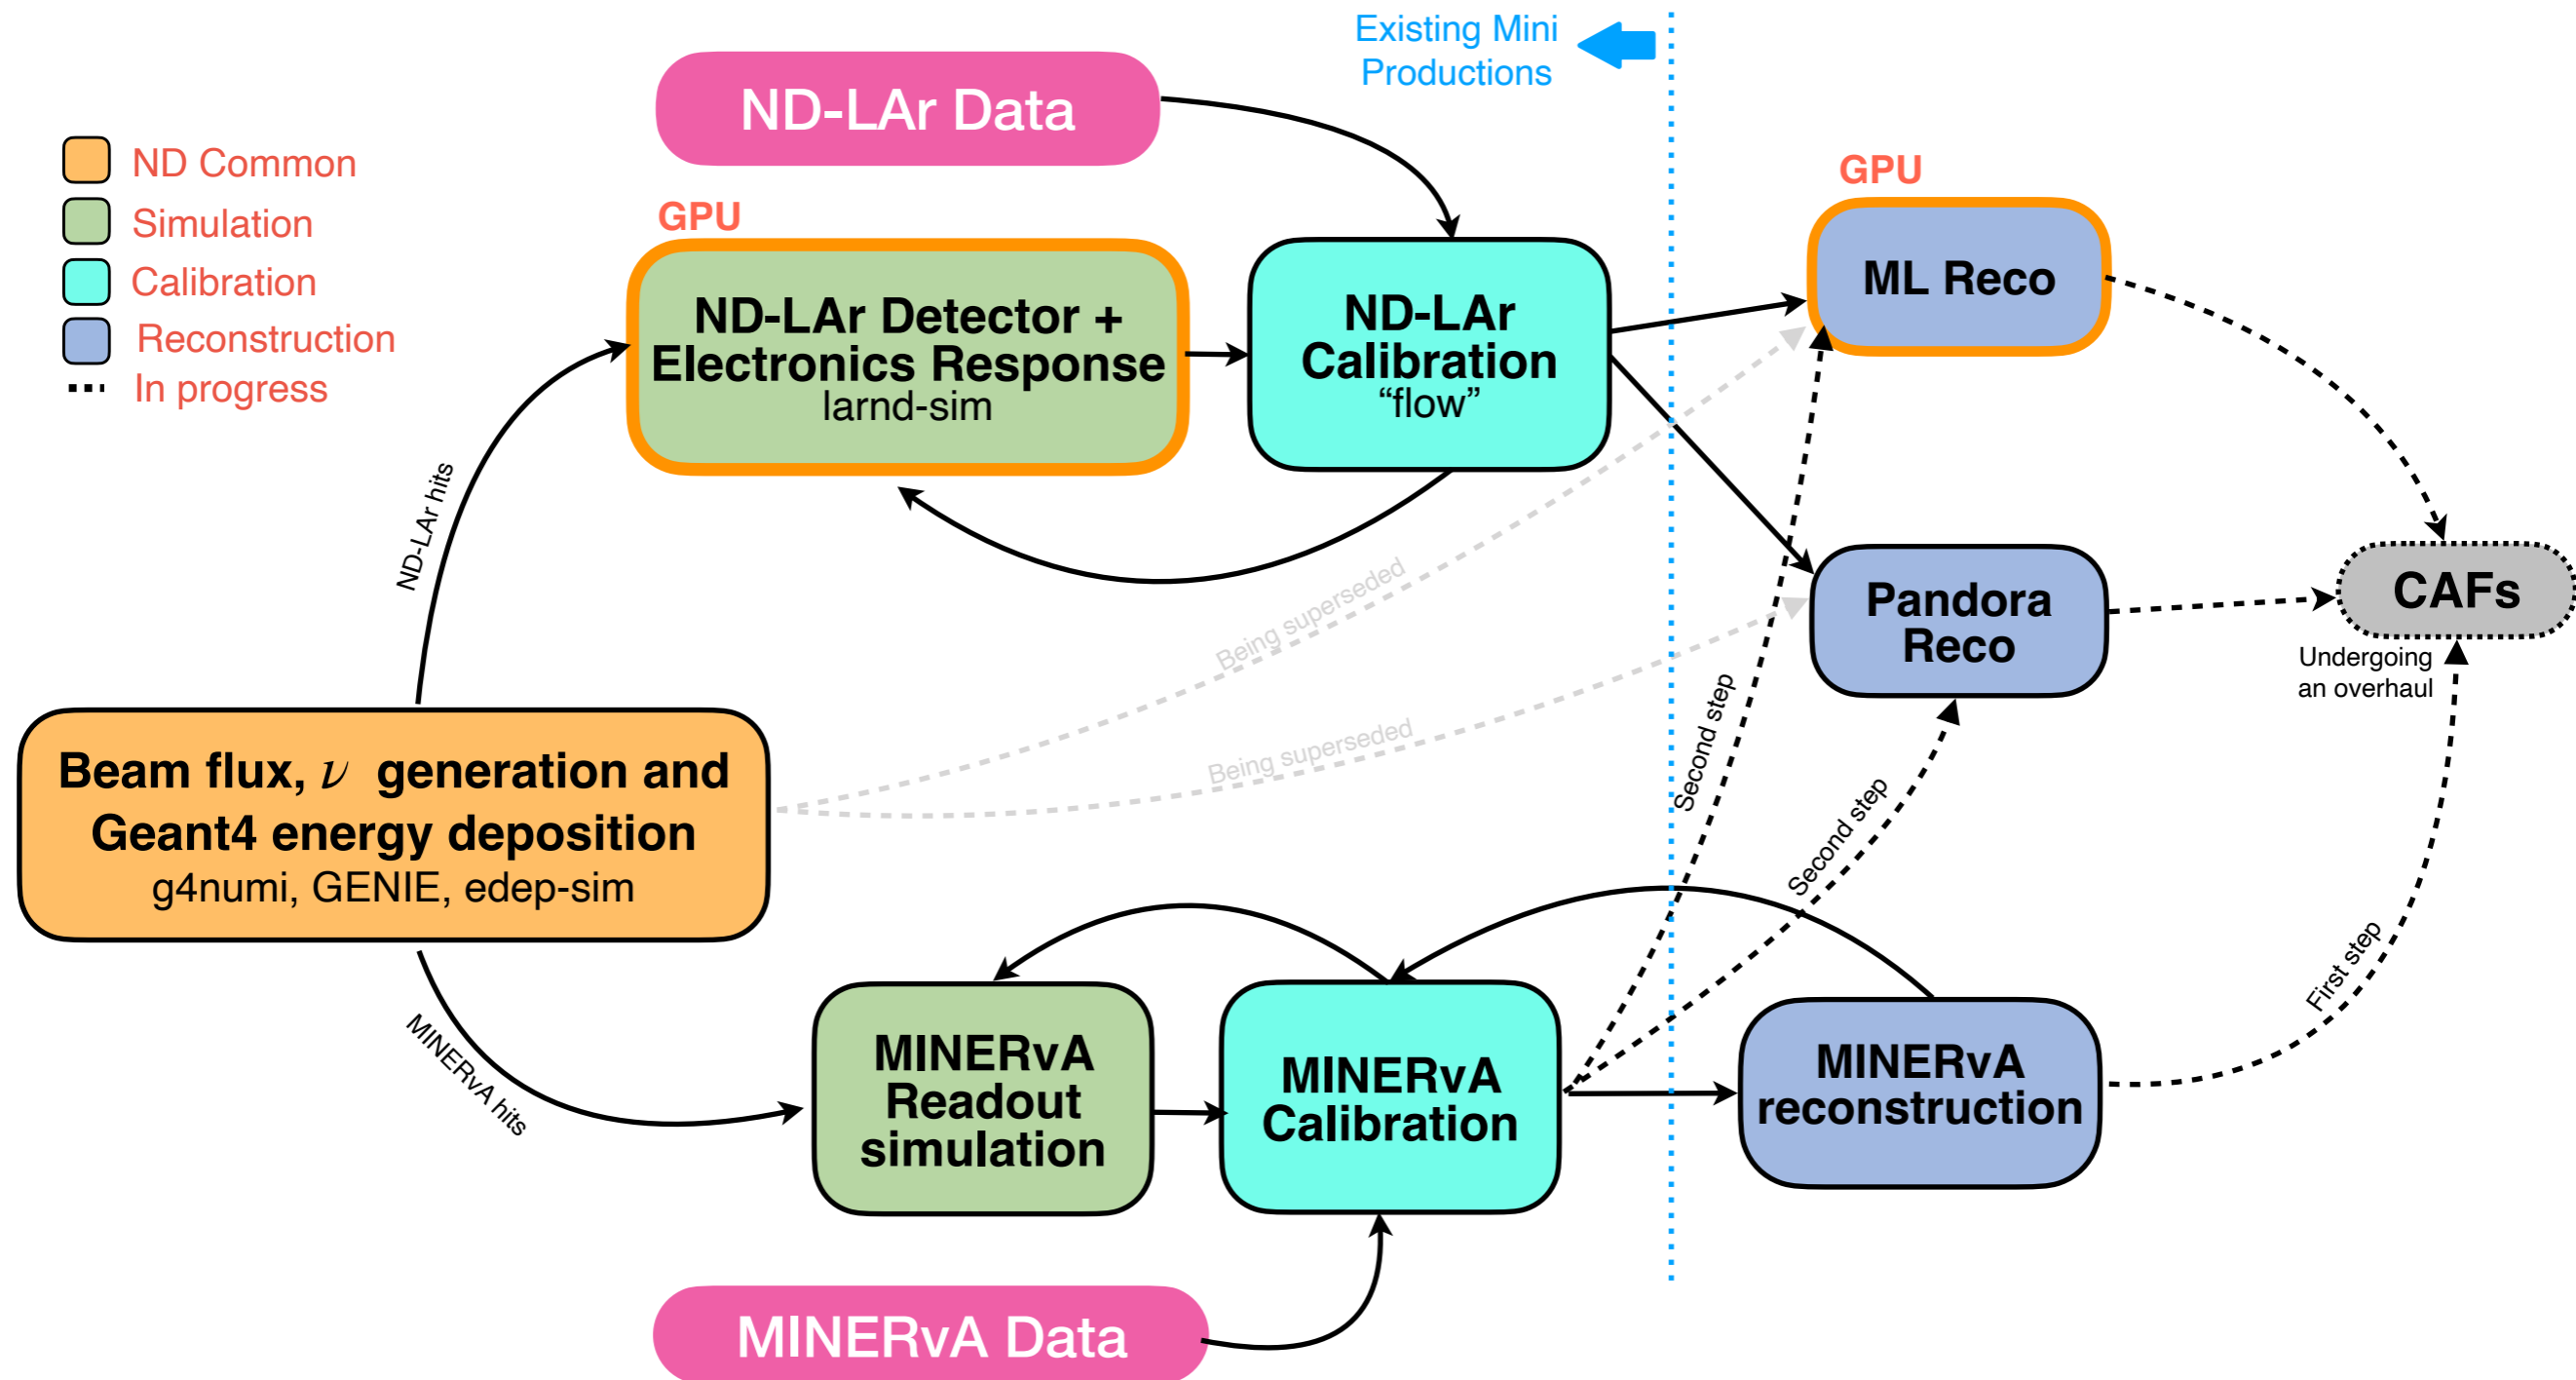 Existing Mini
Productions
ND-LAr Data
ND Common
Simulation
Calibration
Reconstruction
In progress
GPU
ND-LAr Detector +
Electronics Response
larnd-sim
ND-LAr
Calibration
“flow”
GPU
ML Reco
ND-LAr hits
Being superseded
Being superseded
Pandora
Reco
CAFs
Undergoing
an overhaul
Beam flux, ν generation and
Geant4 energy deposition
g4numi, GENIE, edep-sim
Second step
Second step
First step
MINERvA hits
MINERvA
Readout
simulation
MINERvA
Calibration
MINERvA
reconstruction
MINERvA Data